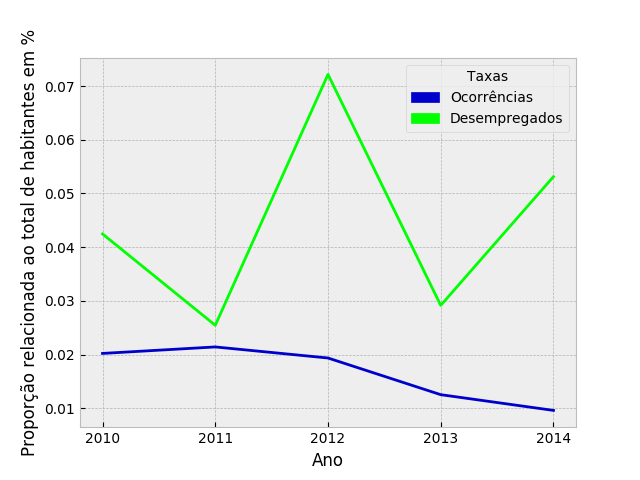 Proporção relacionada ao total de habitantes em %
0.07
0.06
0.05
0.04
0.03
0.02
0.01
Taxas
Ocorrências
Desempregados
2010 2011 2012 2013 2014
Ano